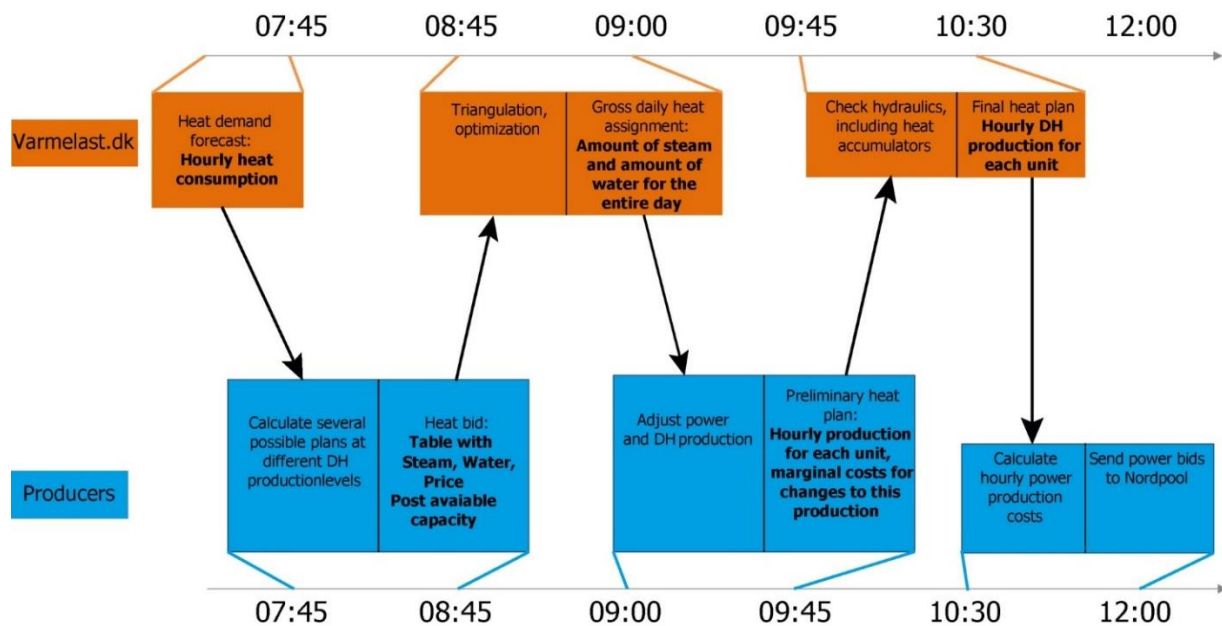 07:45 08:45 09:00 09:45 10:30 12:00
Varmelast.dk
Heat demand
forecast:
Hourly heat
consumption
Triangulation,
optimization
Gross daily heat
assignment:
Amount of steam
and amount of
water for the
entire day
Check hydraulics,
including heat
accumulators
Final heat plan
Hourly DH
production for
each unit
Producers
Calculate several
possible plans at
different DH
productionlevels
Heat bid:
Table with
Steam, Water,
Price
Post avaiable
capacity
Adjust power
and DH production
Preliminary heat
plan:
Hourly production
for each unit,
marginal costs for
changes to this
production
Calculate
hourly power
production
costs
Send power bids
to Nordpool
07:45 08:45 09:00 09:45 10:30 12:00